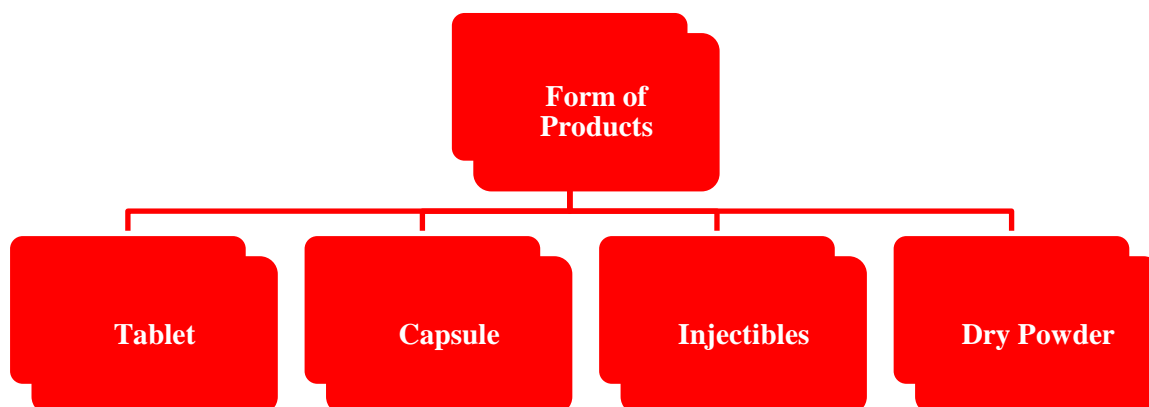 Form of
Products
Tablet
Capsule
Injectibles
Dry Powder